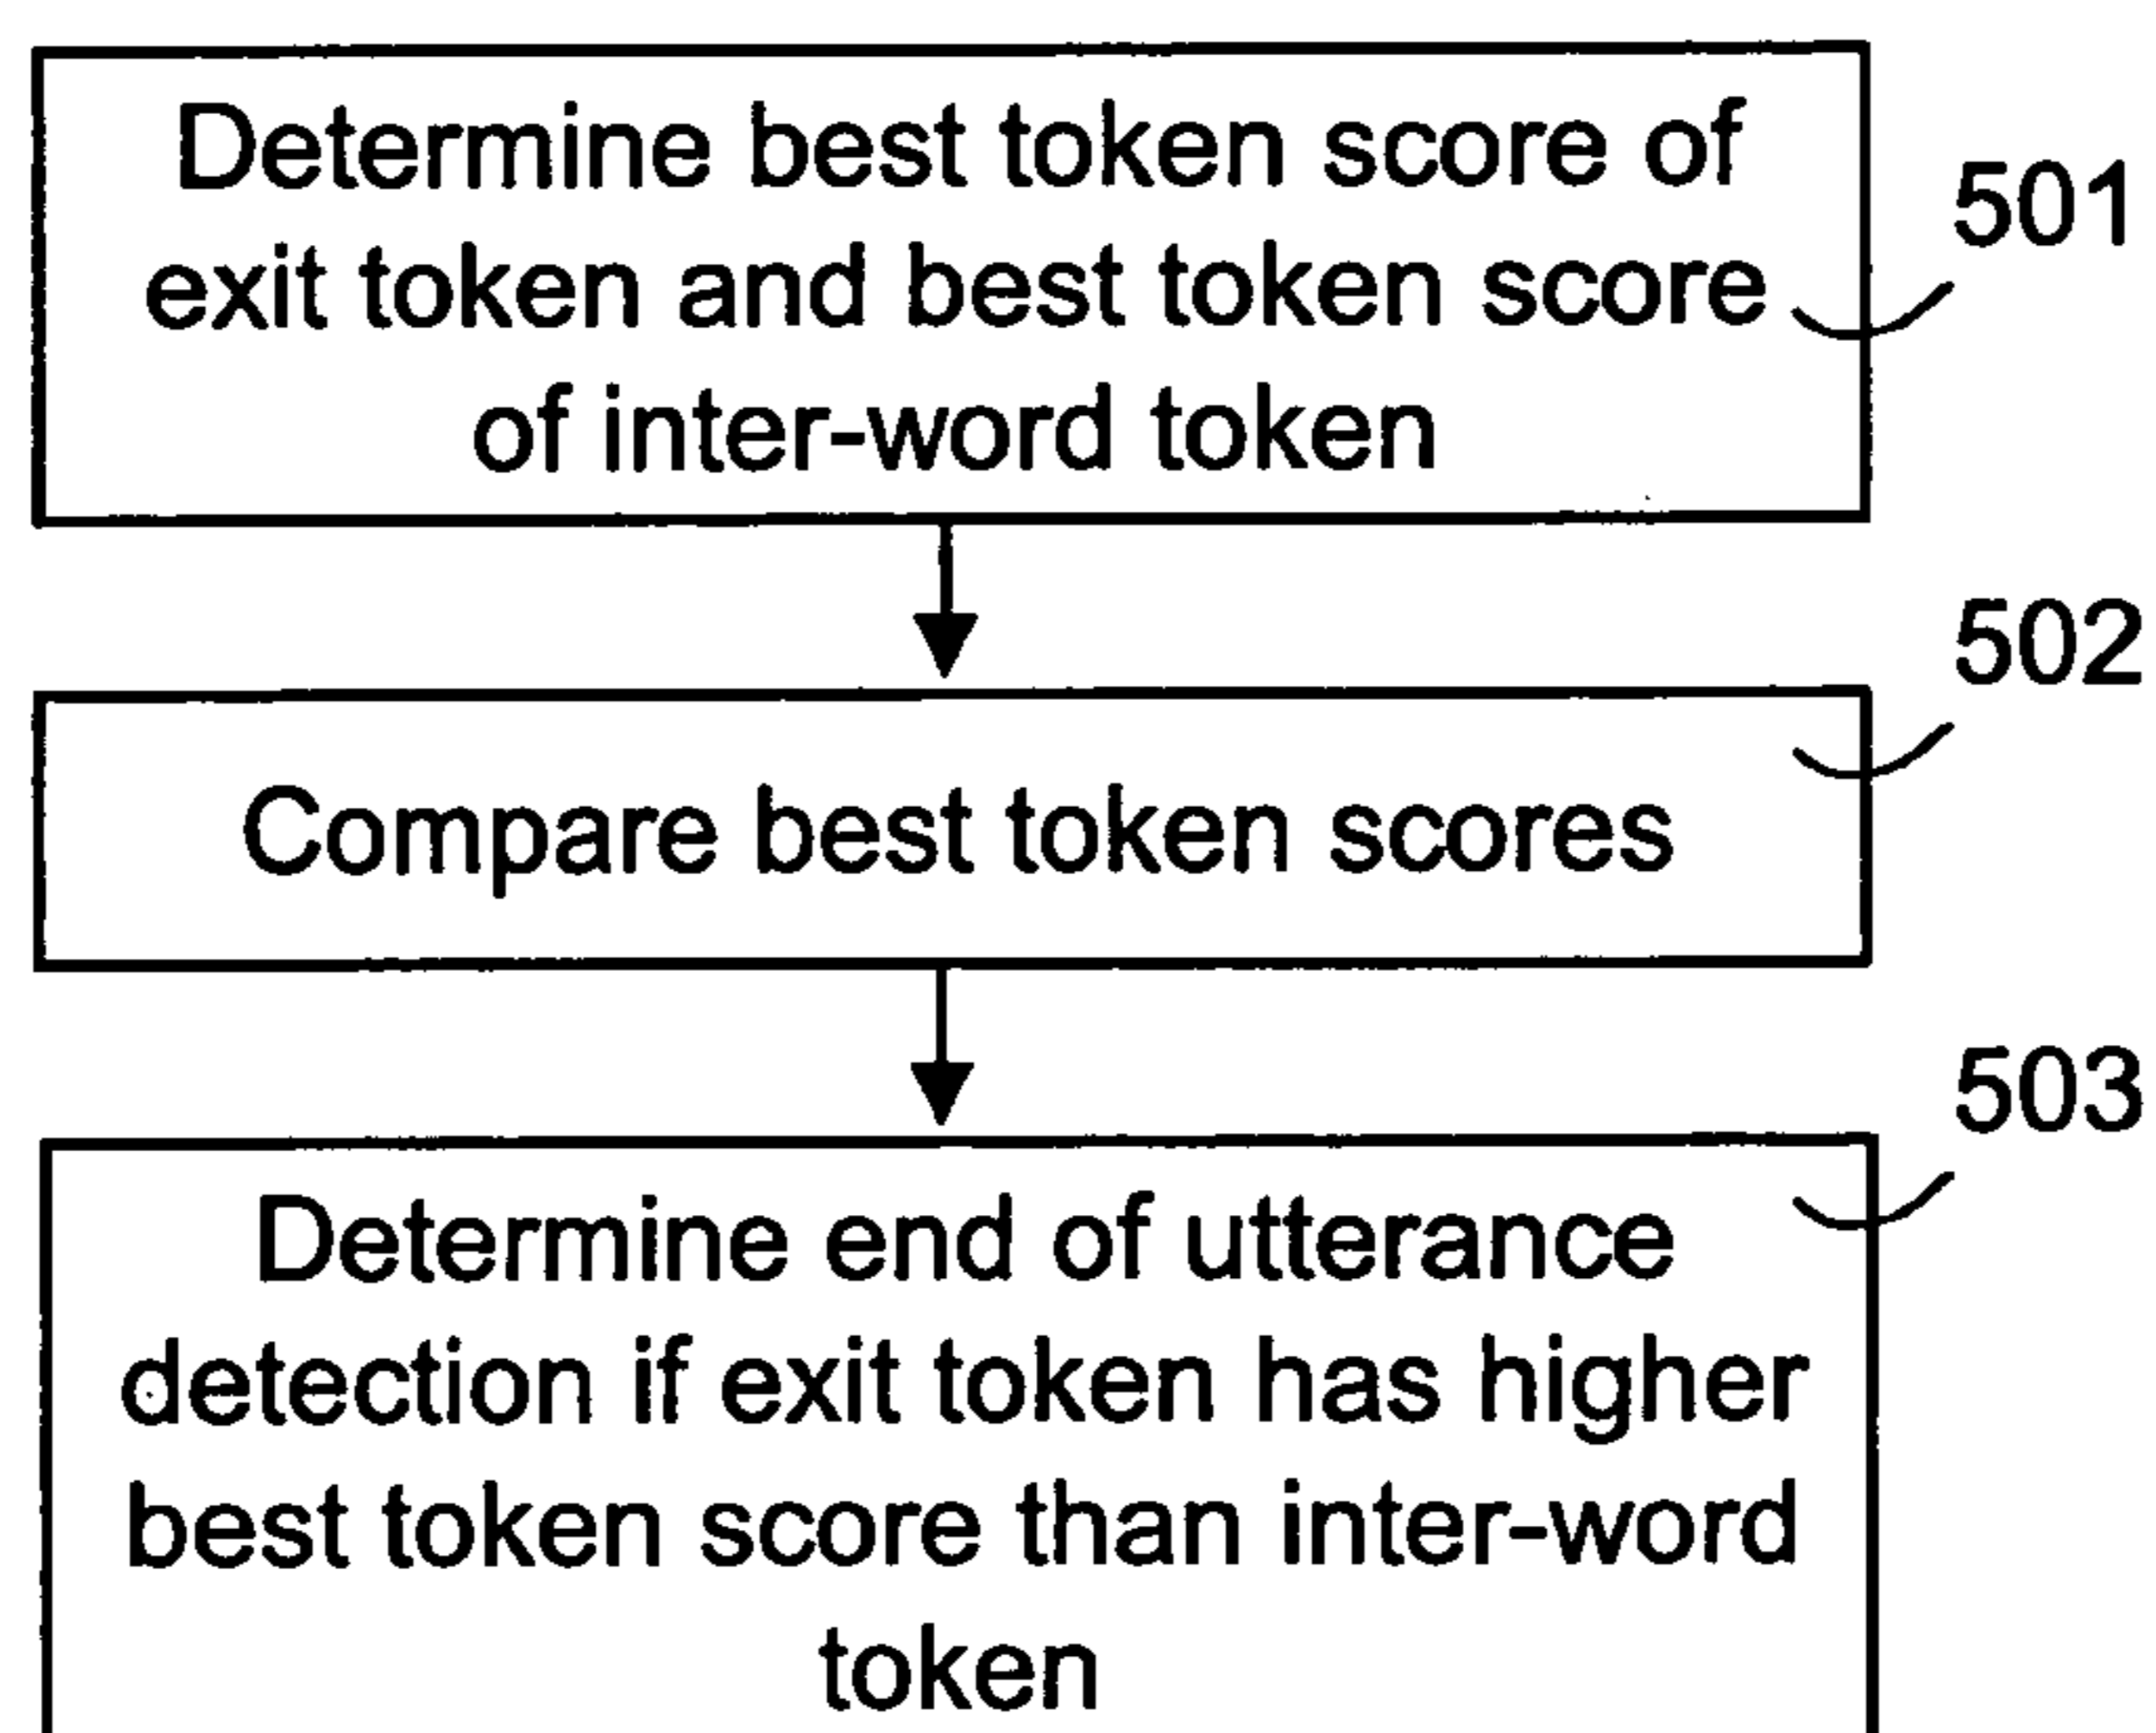 Determine best token score of
exit token and best token score
of inter-word token
501
502
Compare best token scores
503
Determine end of utterance
detection if exit token has higher
best token score than inter-word
token